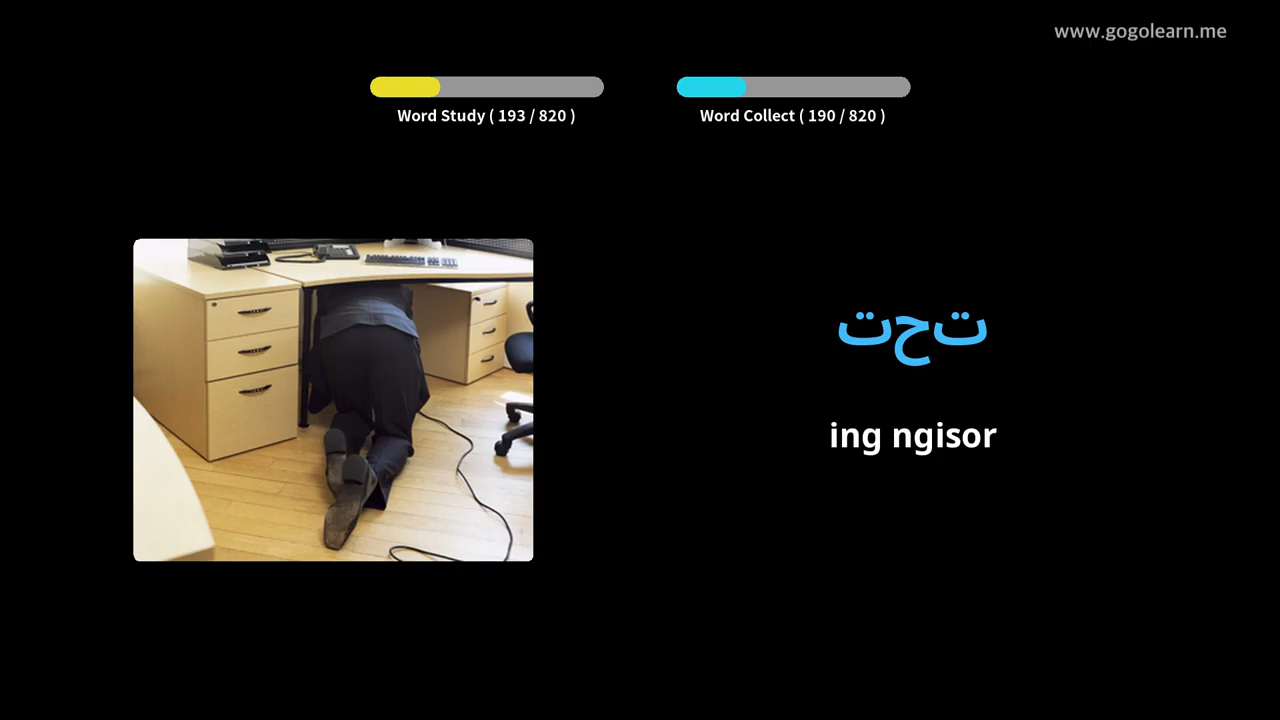 www.gogolearn.me
Word Study ( 193 / 820 )
Word Collect ( 190 / 820 )
تحت
ing ngisor